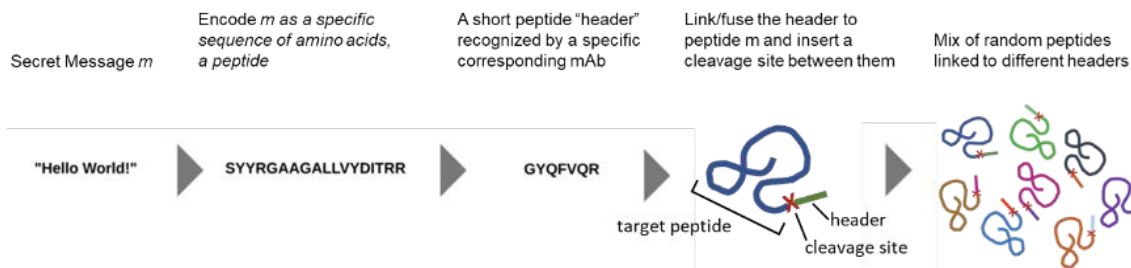 Secret Message m
Encode m as a specific
sequence of amino acids,
a peptide
A short peptide “header”
recognized by a specific
corresponding mAb
Link/fuse the header to
peptide m and insert a
cleavage site between them
Mix of random peptides
linked to different headers
"Hello World!"
SYYRGAAGALLVYDITRR
GYQFVQR
target peptide
header
cleavage site